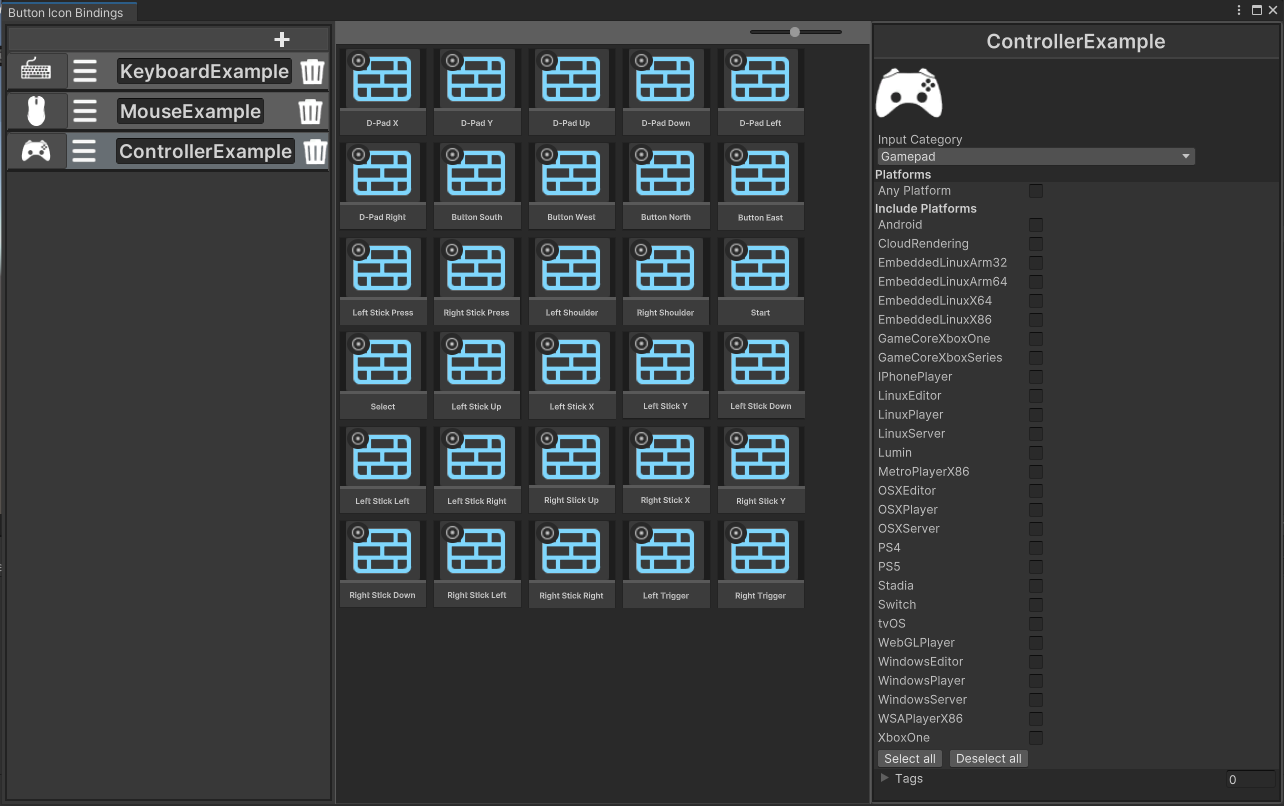 Button Icon Bindings
KeyboardExample
MouseExample
ControllerExample
D-Pad X
D-Pad Y
D-Pad Up
D-Pad Down
D-Pad Left
D-Pad Right
Button South
Button West
Button North
Button East
Left Stick Press
Right Stick Press
Left Shoulder
Right Shoulder
Start
Select
Left Stick Up
Left Stick X
Left Stick Y
Left Stick Down
Left Stick Left
Left Stick Right
Right Stick Up
Right Stick X
Right Stick Y
Right Stick Down
Right Stick Left
Right Stick Right
Left Trigger
Right Trigger
ControllerExample
Input Category
Gamepad
Platforms
Any Platform
Include Platforms
Android
CloudRendering
EmbeddedLinuxArm32
EmbeddedLinuxArm64
EmbeddedLinuxX64
EmbeddedLinuxX86
GameCoreXboxOne
GameCoreXboxSeries
IPhonePlayer
LinuxEditor
LinuxPlayer
LinuxServer
Lumin
MetroPlayerX86
OSXEditor
OSXPlayer
OSXServer
PS4
PS5
Stadia
Switch
tvOS
WebGLPlayer
WindowsEditor
WindowsPlayer
WindowsServer
WSAPlayerX86
XboxOne
Select all Deselect all
Tags 0